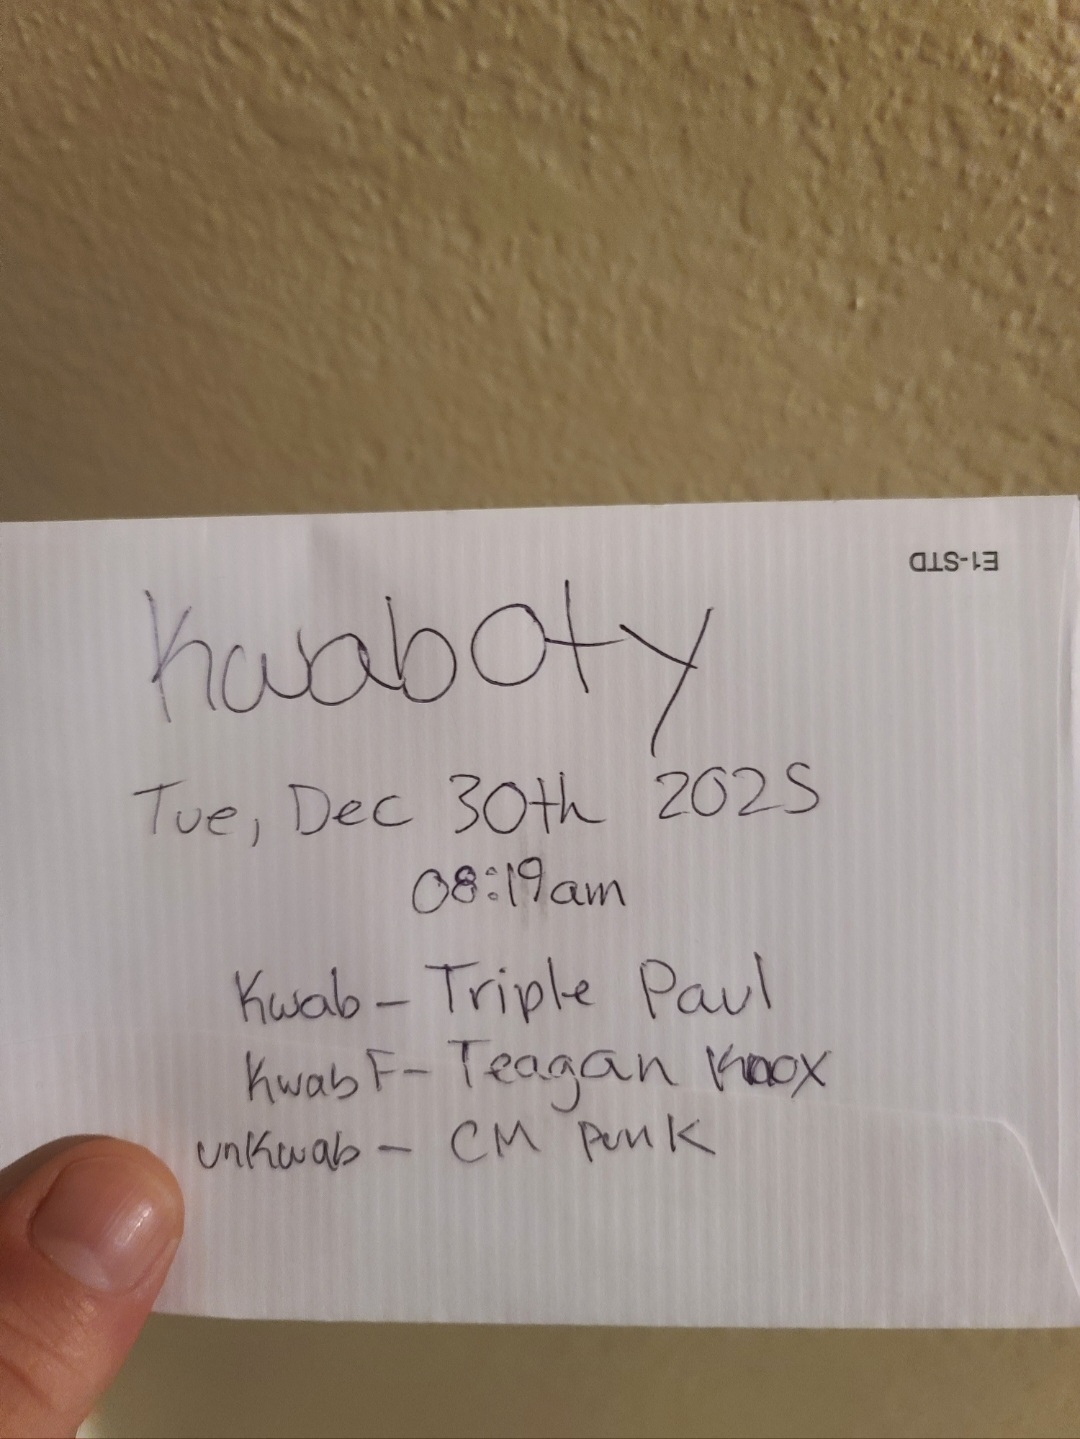 E1-STD
KwabOty
Tue, Dec 30th 2025
08:19am
Kwab - Triple Paul
KwabF - Teagan Knox
unKwab - CM Punk